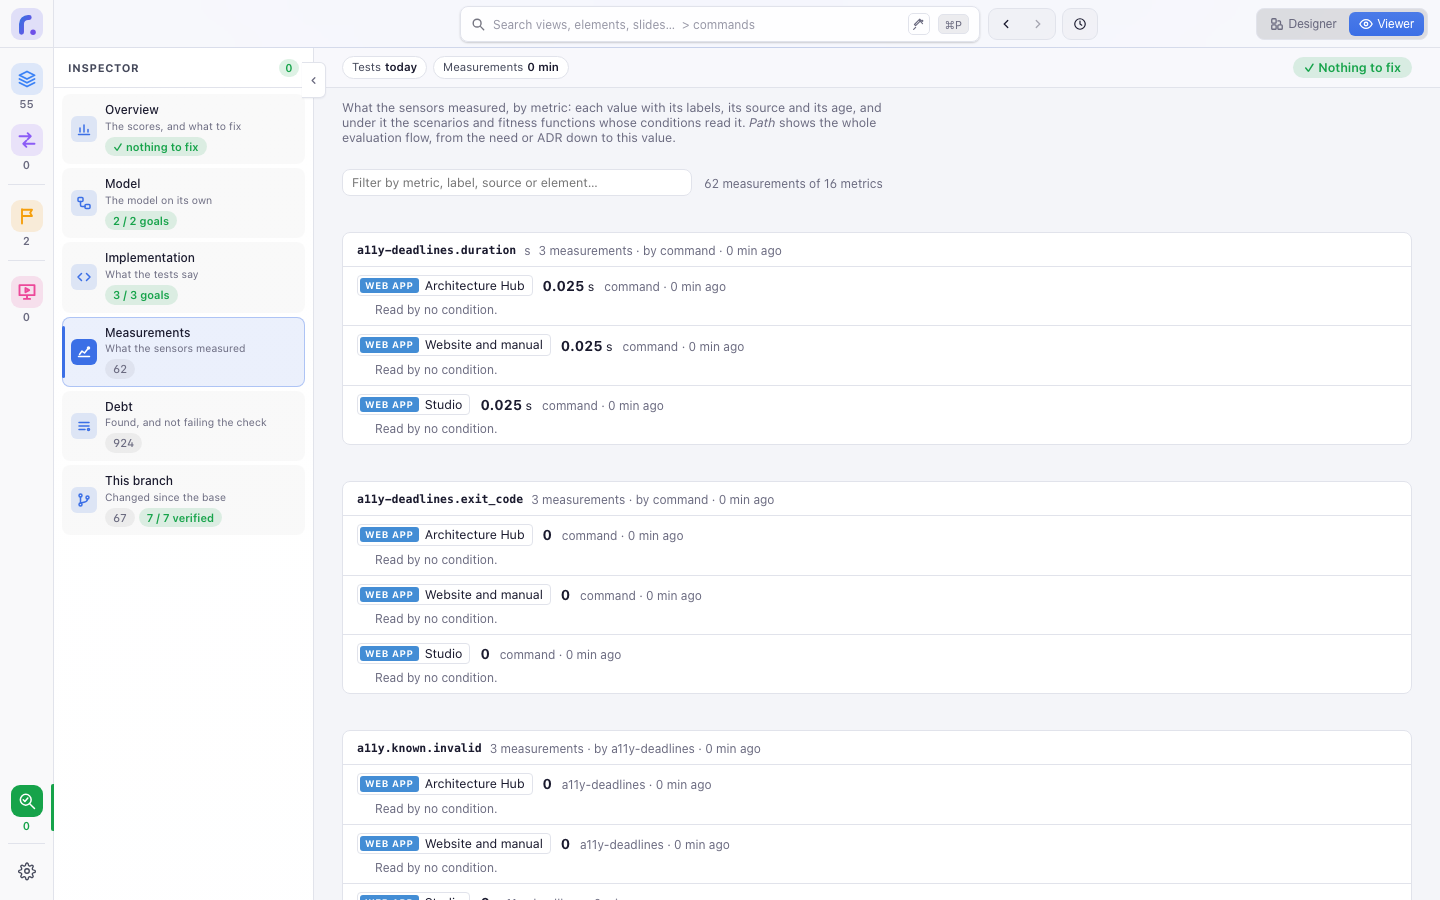 Search views, elements, slides... > commands
⌘P
Designer
Viewer
55
0
2
0
0
INSPECTOR
0
Overview
The scores, and what to fix
✓ nothing to fix
Model
The model on its own
2 / 2 goals
Implementation
What the tests say
3 / 3 goals
Measurements
What the sensors measured
62
Debt
Found, and not failing the check
924
This branch
Changed since the base
67
7 / 7 verified
Tests today
Measurements 0 min
✓ Nothing to fix
What the sensors measured, by metric: each value with its labels, its source and its age, and
under it the scenarios and fitness functions whose conditions read it. Path shows the whole
evaluation flow, from the need or ADR down to this value.
Filter by metric, label, source or element...
62 measurements of 16 metrics
a11y-deadlines.duration s 3 measurements · by command · 0 min ago
WEB APP Architecture Hub 0.025 s command · 0 min ago
Read by no condition.
WEB APP Website and manual 0.025 s command · 0 min ago
Read by no condition.
WEB APP Studio 0.025 s command · 0 min ago
Read by no condition.
a11y-deadlines.exit_code 3 measurements · by command · 0 min ago
WEB APP Architecture Hub 0 command · 0 min ago
Read by no condition.
WEB APP Website and manual 0 command · 0 min ago
Read by no condition.
WEB APP Studio 0 command · 0 min ago
Read by no condition.
a11y.known.invalid 3 measurements · by a11y-deadlines · 0 min ago
WEB APP Architecture Hub 0 a11y-deadlines · 0 min ago
Read by no condition.
WEB APP Website and manual 0 a11y-deadlines · 0 min ago
Read by no condition.